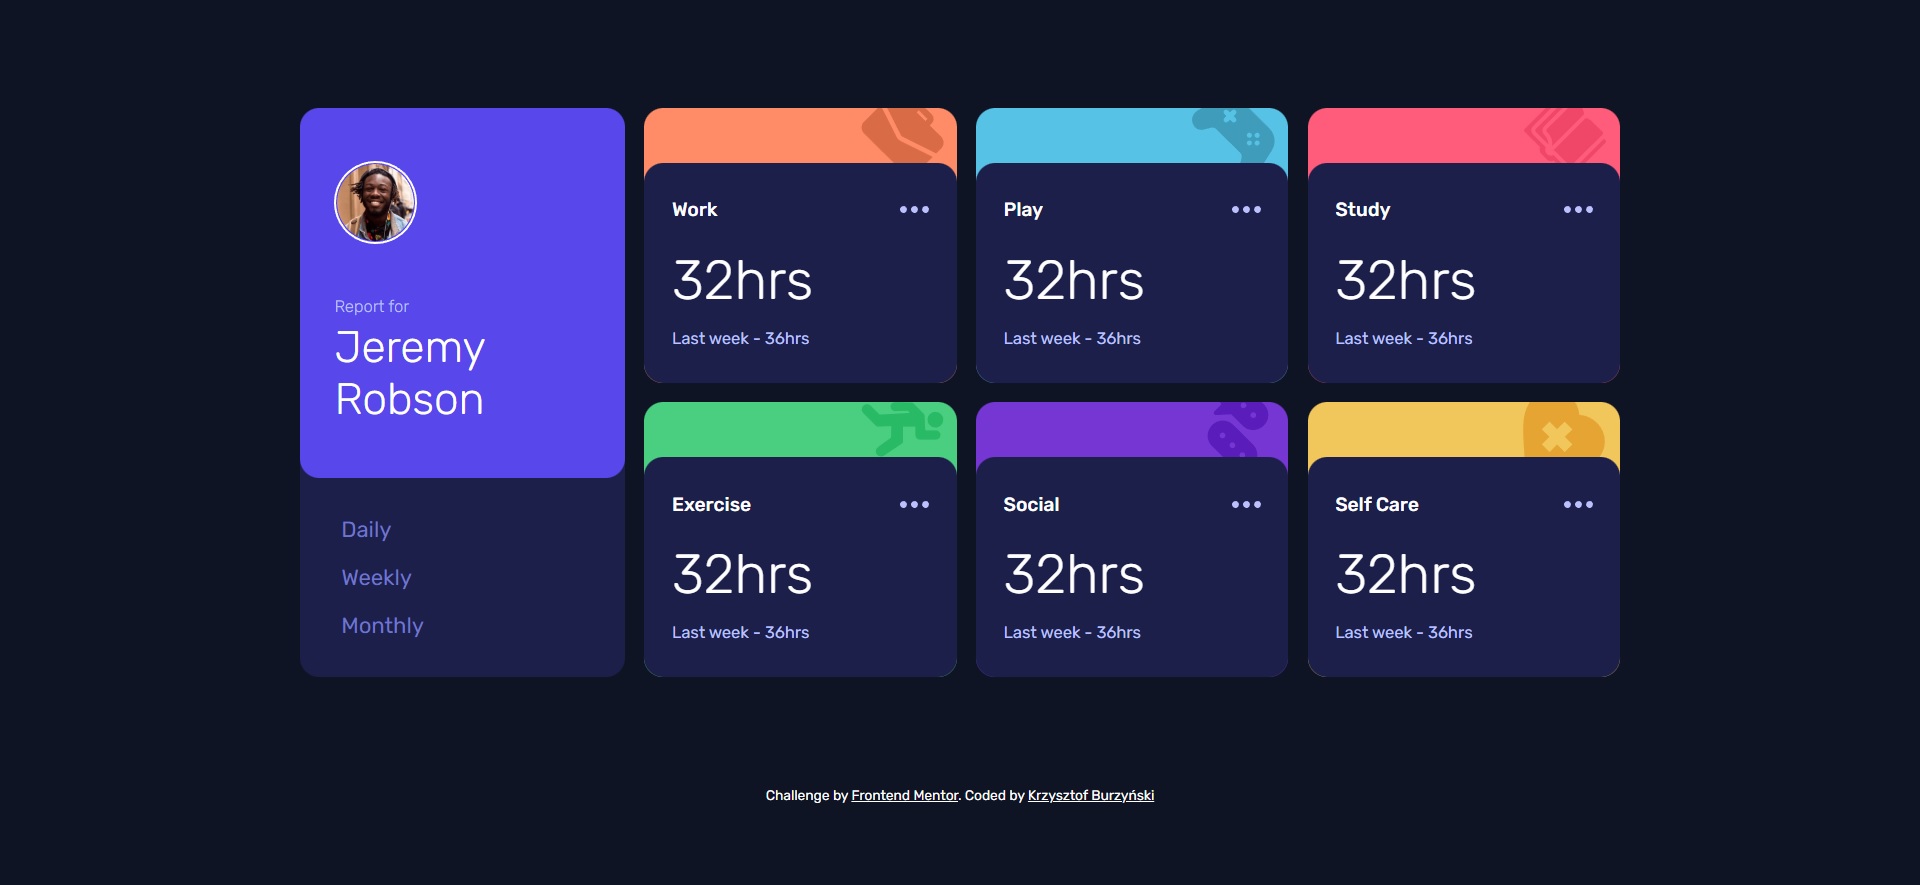 Report for
Jeremy
Robson
Daily
Weekly
Monthly
Work
32hrs
Last week - 36hrs
Play
32hrs
Last week - 36hrs
Study
32hrs
Last week - 36hrs
Exercise
32hrs
Last week - 36hrs
Social
32hrs
Last week - 36hrs
Self Care
32hrs
Last week - 36hrs
Challenge by Frontend Mentor. Coded by Krzysztof Burzyński